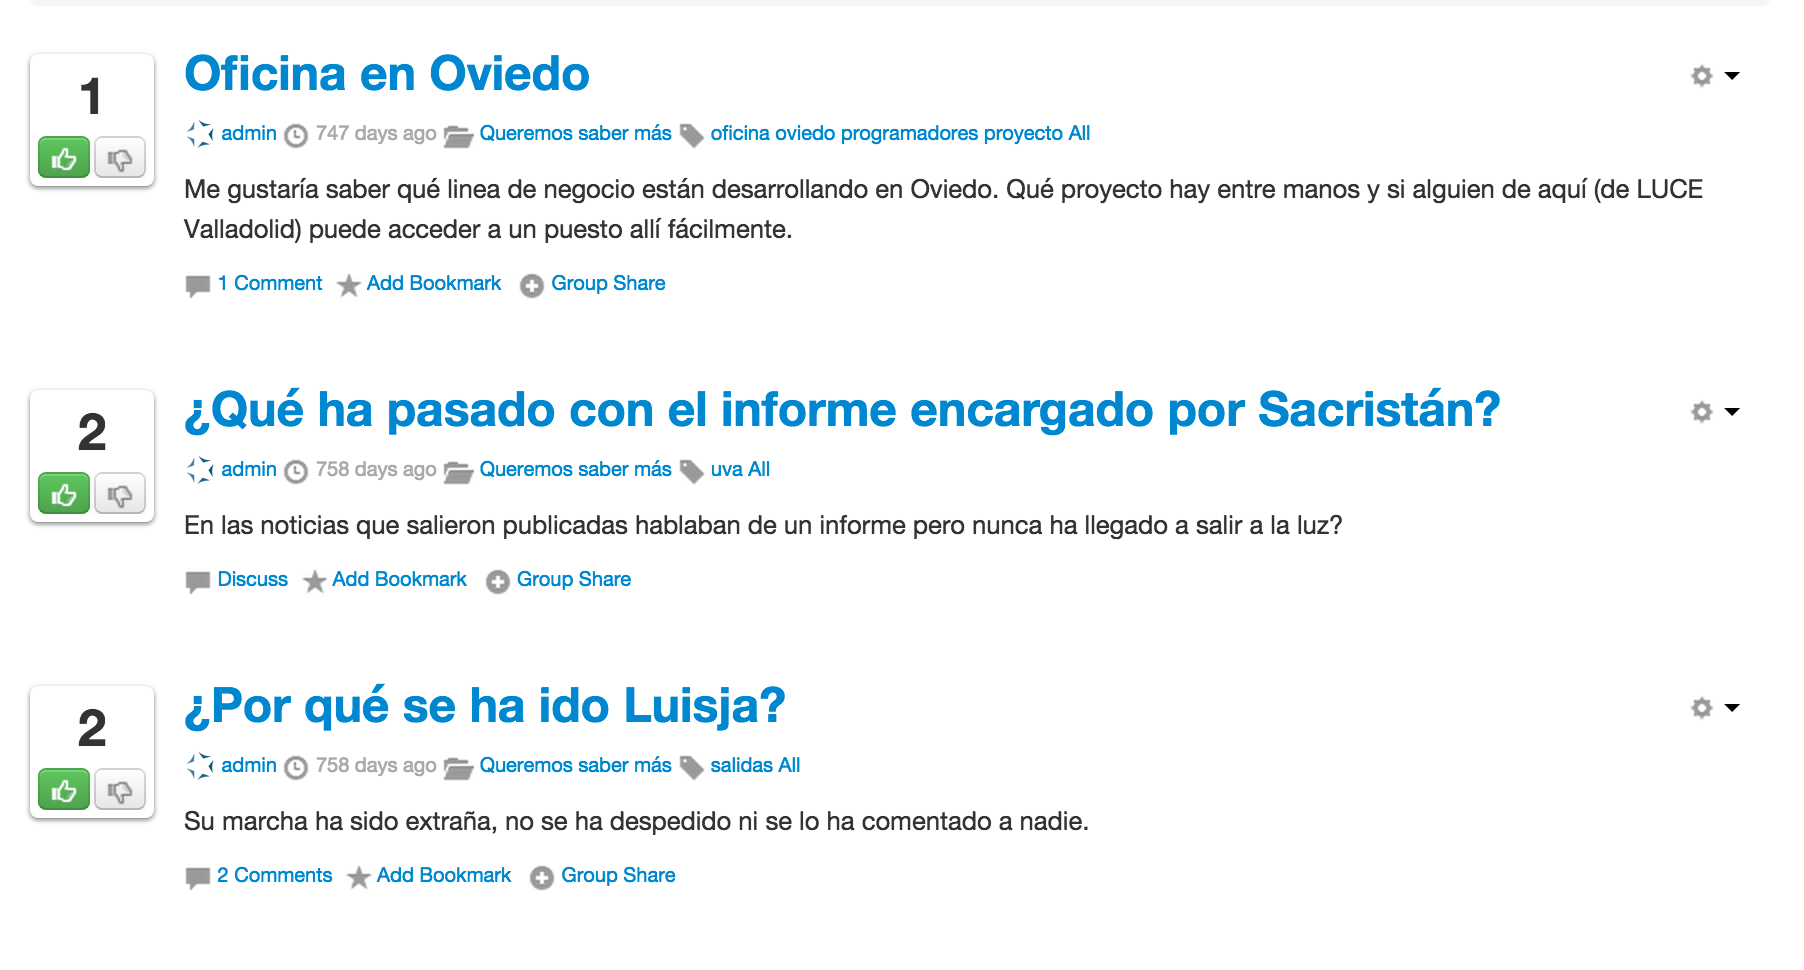 1
Oficina en Oviedo
admin 747 days ago Queremos saber más oficina oviedo programadores proyecto All
Me gustaría saber qué linea de negocio están desarrollando en Oviedo. Qué proyecto hay entre manos y si alguien de aquí (de LUCE
Valladolid) puede acceder a un puesto allí fácilmente.
1 Comment Add Bookmark Group Share
2
¿Qué ha pasado con el informe encargado por Sacristán?
admin 758 days ago Queremos saber más uva All
En las noticias que salieron publicadas hablaban de un informe pero nunca ha llegado a salir a la luz?
Discuss Add Bookmark Group Share
2
¿Por qué se ha ido Luisja?
admin 758 days ago Queremos saber más salidas All
Su marcha ha sido extraña, no se ha despedido ni se lo ha comentado a nadie.
2 Comments Add Bookmark Group Share